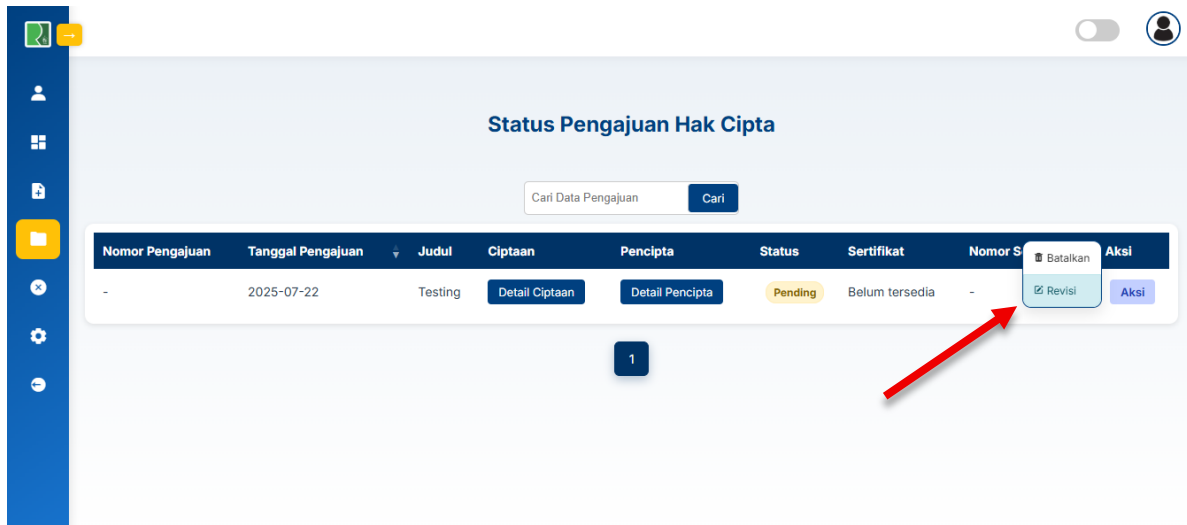 →
Status Pengajuan Hak Cipta
Cari Data Pengajuan Cari
Nomor Pengajuan Tanggal Pengajuan Judul Ciptaan Pencipta Status Sertifikat Nomor S Aksi
Batalkan
- 2025-07-22 Testing Detail Ciptaan Detail Pencipta Pending Belum tersedia - Revisi Aksi
1